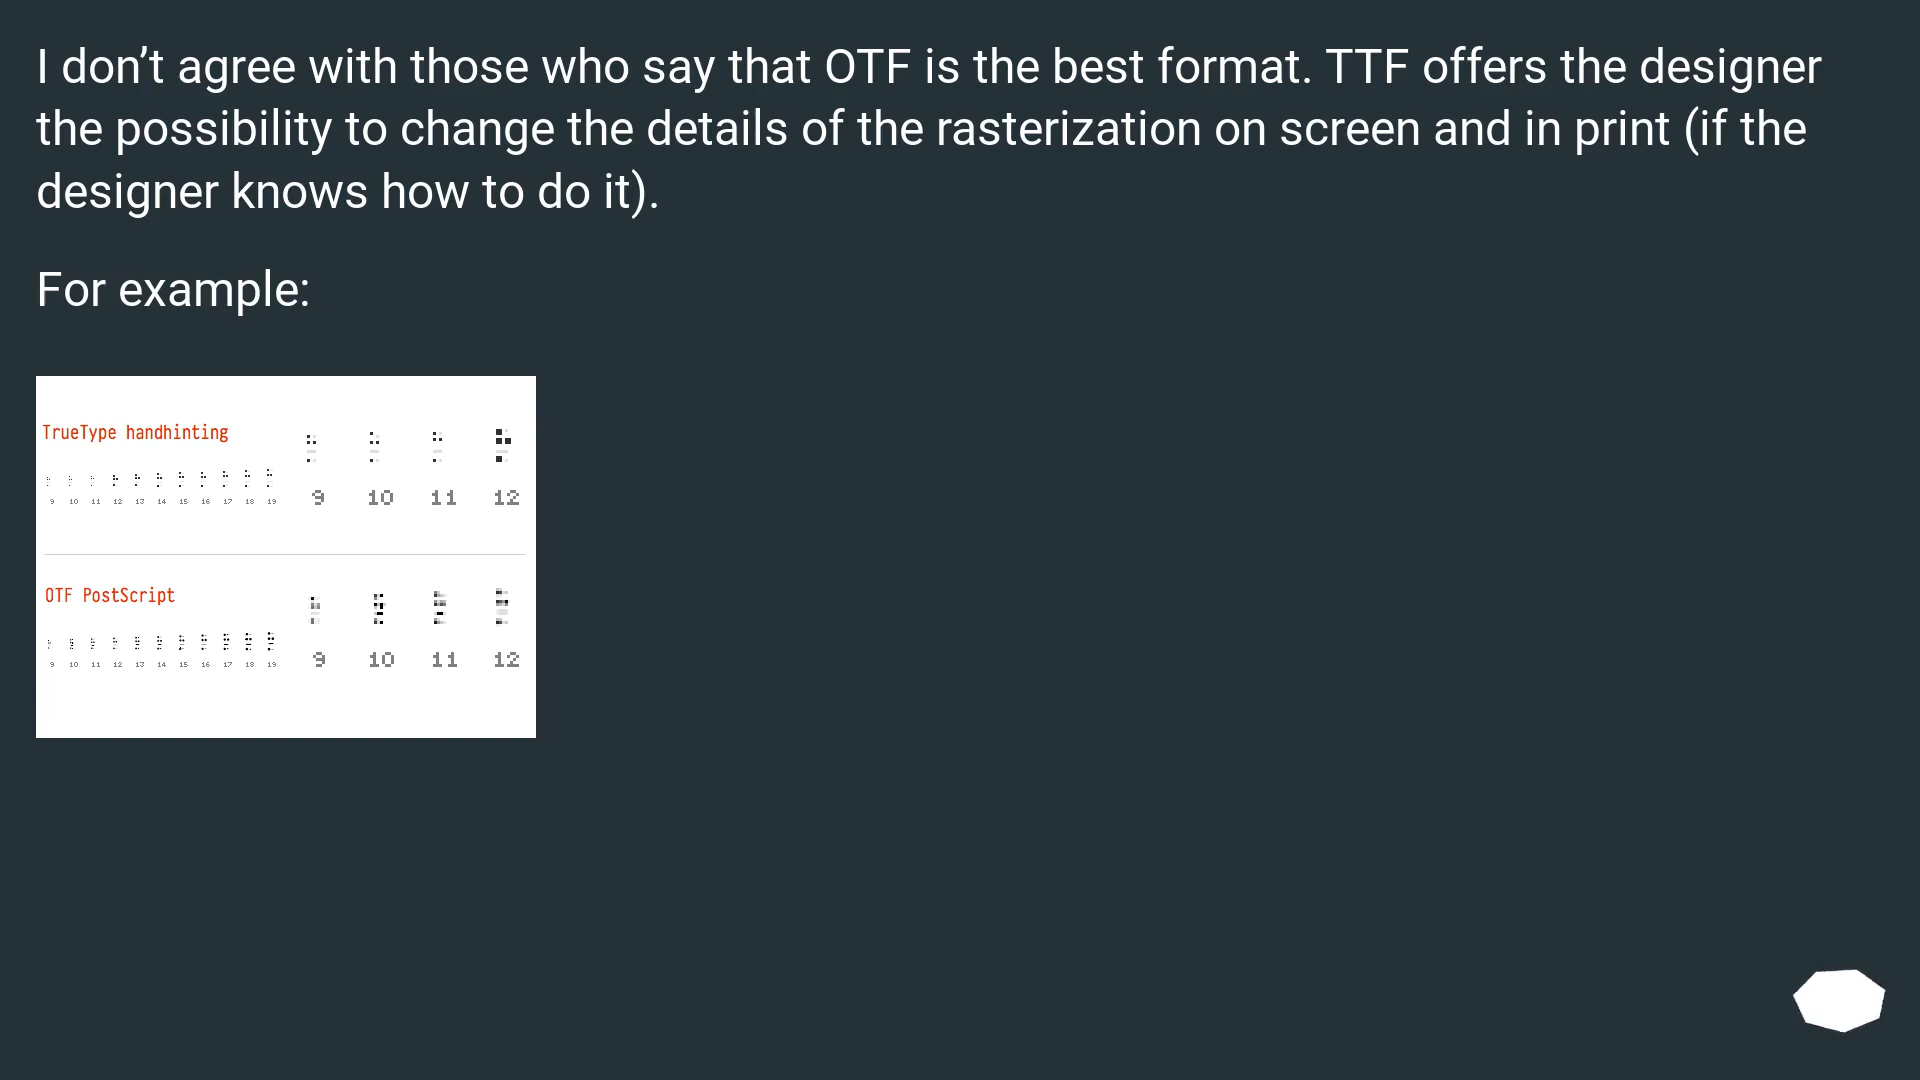 I don’t agree with those who say that OTF is the best format. TTF offers the designer
the possibility to change the details of the rasterization on screen and in print (if the
designer knows how to do it).
For example:
TrueType handhinting
9 10 11 12 13 14 15 16 17 18 19
9 10 11 12
OTF PostScript
9 10 11 12 13 14 15 16 17 18 19
9 10 11 12